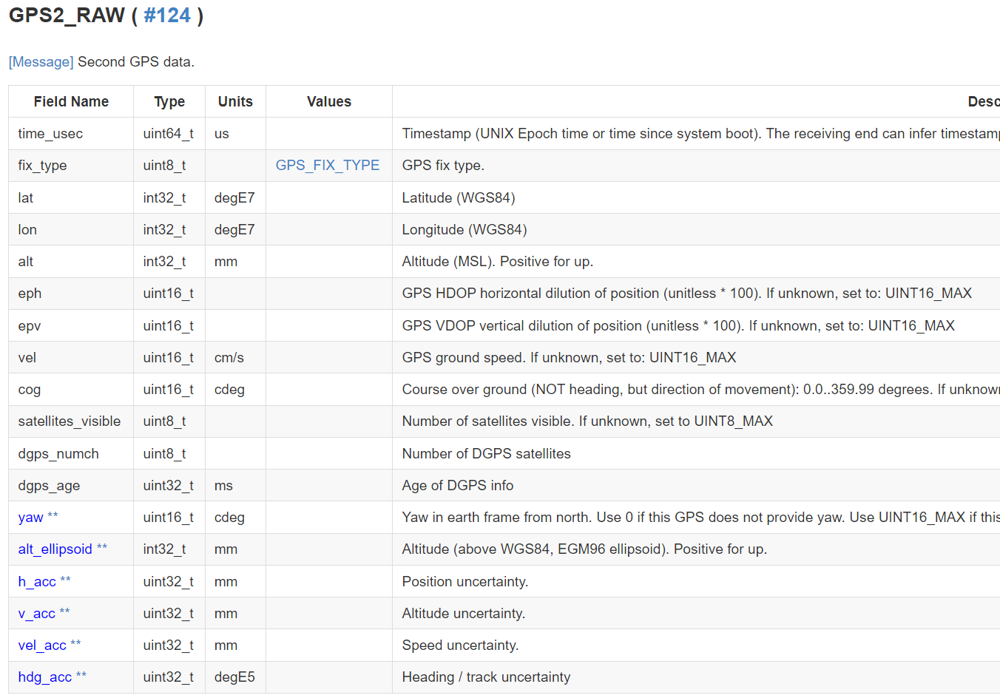 GPS2_RAW ( #124 )
[Message] Second GPS data.
Field Name Type Units Values Desc
time_usec uint64_t us Timestamp (UNIX Epoch time or time since system boot). The receiving end can infer timestamp
fix_type uint8_t GPS_FIX_TYPE GPS fix type.
lat int32_t degE7 Latitude (WGS84)
lon int32_t degE7 Longitude (WGS84)
alt int32_t mm Altitude (MSL). Positive for up.
eph uint16_t GPS HDOP horizontal dilution of position (unitless * 100). If unknown, set to: UINT16_MAX
epv uint16_t GPS VDOP vertical dilution of position (unitless * 100). If unknown, set to: UINT16_MAX
vel uint16_t cm/s GPS ground speed. If unknown, set to: UINT16_MAX
cog uint16_t cdeg Course over ground (NOT heading, but direction of movement): 0.0..359.99 degrees. If unknown
satellites_visible uint8_t Number of satellites visible. If unknown, set to UINT8_MAX
dgps_numch uint8_t Number of DGPS satellites
dgps_age uint32_t ms Age of DGPS info
yaw ** uint16_t cdeg Yaw in earth frame from north. Use 0 if this GPS does not provide yaw. Use UINT16_MAX if this
alt_ellipsoid ** int32_t mm Altitude (above WGS84, EGM96 ellipsoid). Positive for up.
h_acc ** uint32_t mm Position uncertainty.
v_acc ** uint32_t mm Altitude uncertainty.
vel_acc ** uint32_t mm Speed uncertainty.
hdg_acc ** uint32_t degE5 Heading / track uncertainty